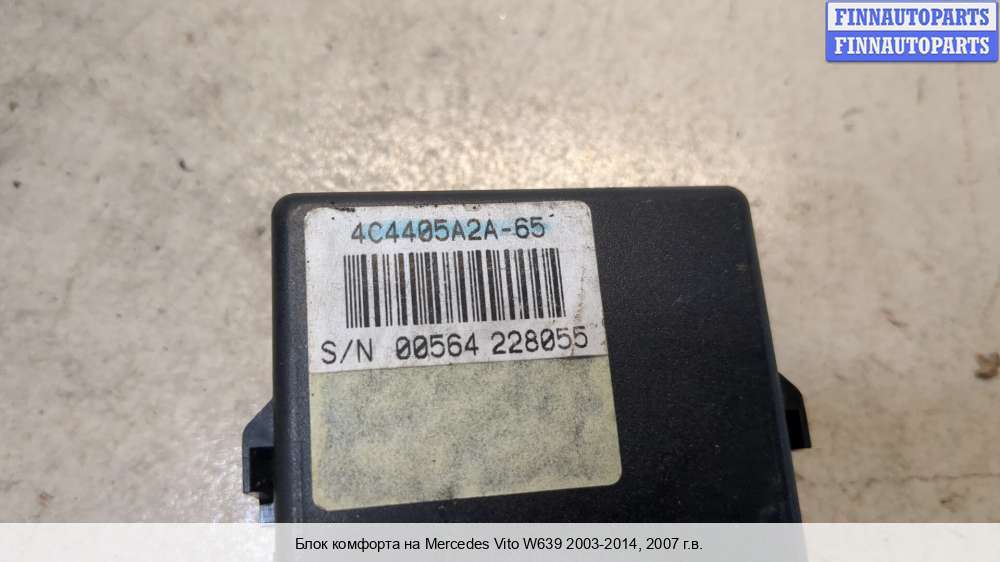 FINNAUTOPARTS
FINNAUTOPARTS
4C4405A2A-65
S/N 00564 228055
Блок комфорта на Mercedes Vito W639 2003-2014, 2007 г.в.